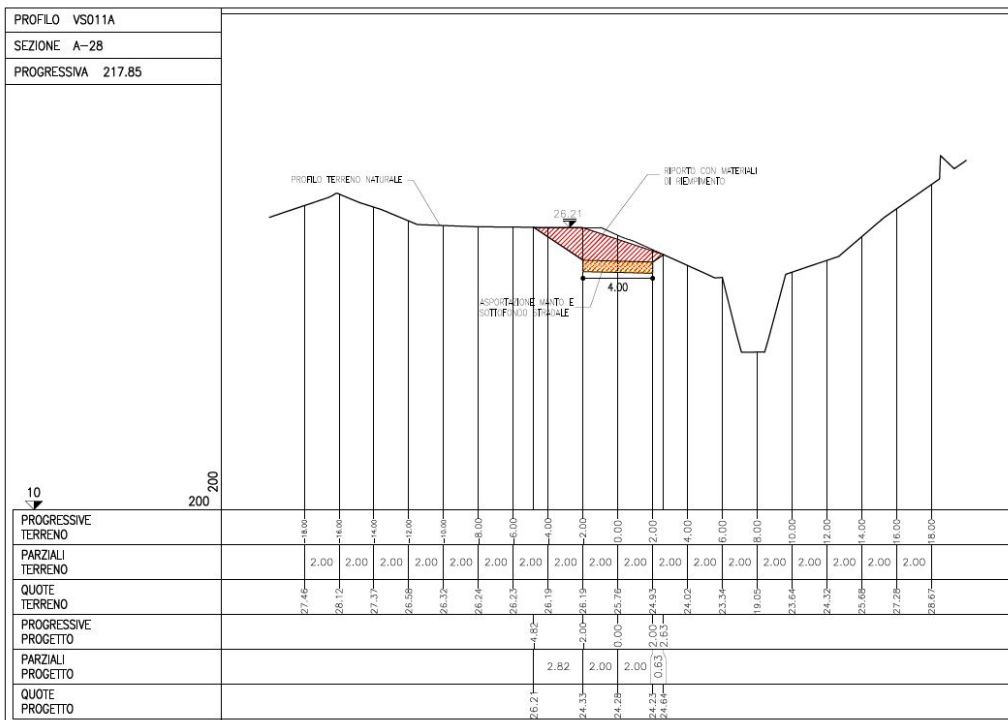 PROFILO VS011A
SEZIONE A-28
PROGRESSIVA 217.85
PROFILO TERRENO NATURALE
RIPORTO CON MATERIALI
DI RIEMPIMENTO
26.21
4.00
ASPORTAZIONE MANTO E
SOTTOFONDO STRADALE
10
200
200
PROGRESSIVE
TERRENO
-18.00 -16.00 -14.00 -12.00 -10.00 -8.00 -6.00 -4.00 -2.00 0.00 2.00 4.00 6.00 8.00 10.00 12.00 14.00 16.00 18.00
PARZIALI
TERRENO
2.00 2.00 2.00 2.00 2.00 2.00 2.00 2.00 2.00 2.00 2.00 2.00 2.00 2.00 2.00 2.00 2.00 2.00
QUOTE
TERRENO
27.46 28.12 27.37 26.58 26.32 26.24 26.23 26.19 26.19 25.76 24.93 24.02 23.34 19.05 23.64 24.32 25.68 27.28 28.67
PROGRESSIVE
PROGETTO
-4.82 -2.00 0.00 2.00 2.63
PARZIALI
PROGETTO
2.82 2.00 2.00 0.63
QUOTE
PROGETTO
26.21 24.33 24.28 24.23 24.64